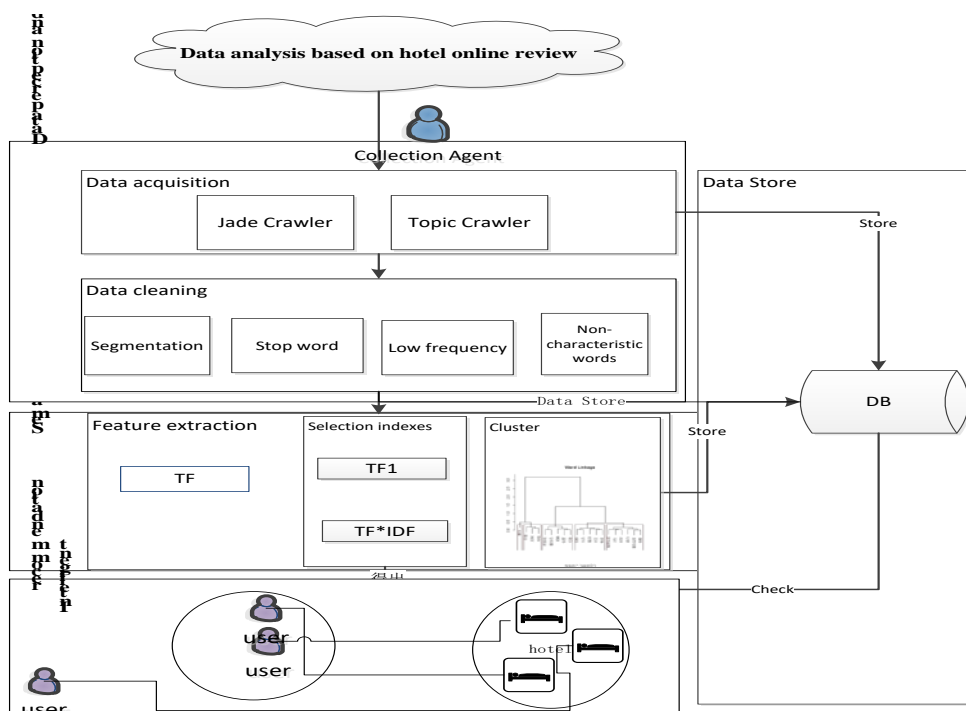 Data analysis based on hotel online review
Collection Agent
Data acquisition
Data Store
Jade Crawler
Topic Crawler
Store
Data cleaning
Segmentation
Stop word
Low frequency
Non-
characteristic
words
Data Store
DB
Feature extraction
Selection indexes
Cluster
Store
TF
TF1
TF*IDF
Check
user
user
hotel
user